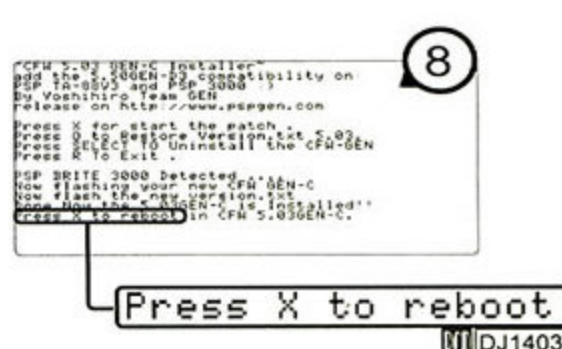 8
"CFW 5.03 GEN-C Installer"
add the 5.50GEN-D3 compatibility on
PSP TA-88V3 and PSP 3000 :)
By Yoshihiro Team GEN
release on http://www.pspgen.com
Press X for start the patch .
Press O to Restore Version.txt 5.03.
Press SELECT TO Uninstall the CFW-GEN
Press R To Exit .
PSP BRITE 3000 Detected ....
Now flashing your new CFW GEN-C
Now flash the new version.txt
Done Now the 5.03GEN-C is Installed''
Press X to reboot in CFW 5.03GEN-C.
Press X to reboot
DJ1403